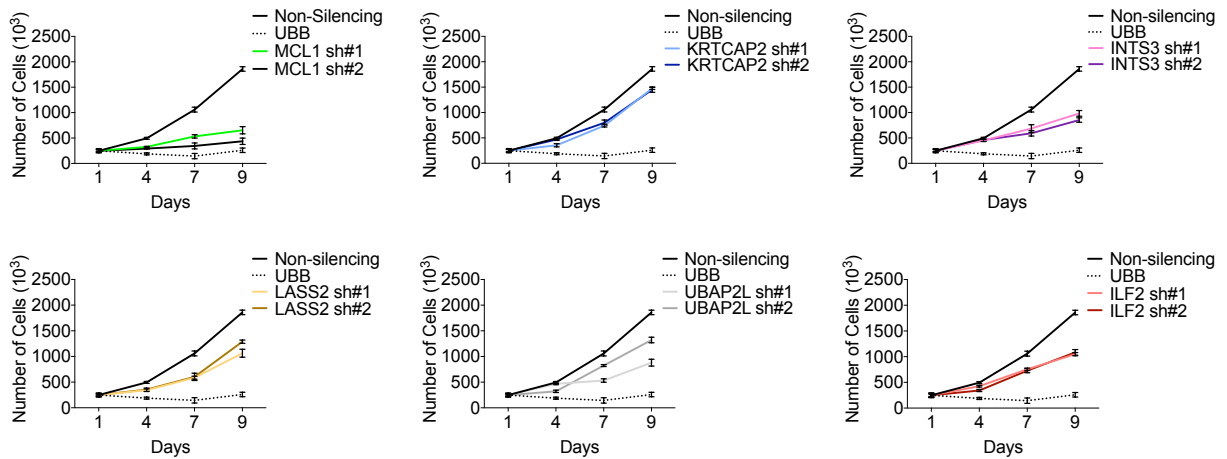 Non-Silencing
UBB
MCL1 sh#1
MCL1 sh#2
Number of Cells (10³)
2500
2000
1500
1000
500
0
1 4 7 9
Days
Non-silencing
UBB
KRTCAP2 sh#1
KRTCAP2 sh#2
Number of Cells (10³)
2500
2000
1500
1000
500
0
1 4 7 9
Days
Non-silencing
UBB
INTS3 sh#1
INTS3 sh#2
Number of Cells (10³)
2500
2000
1500
1000
500
0
1 4 7 9
Days
Non-silencing
UBB
LASS2 sh#1
LASS2 sh#2
Number of Cells (10³)
2500
2000
1500
1000
500
0
1 4 7 9
Days
Non-silencing
UBB
UBAP2L sh#1
UBAP2L sh#2
Number of Cells (10³)
2500
2000
1500
1000
500
0
1 4 7 9
Days
Non-silencing
UBB
ILF2 sh#1
ILF2 sh#2
Number of Cells (10³)
2500
2000
1500
1000
500
0
1 4 7 9
Days